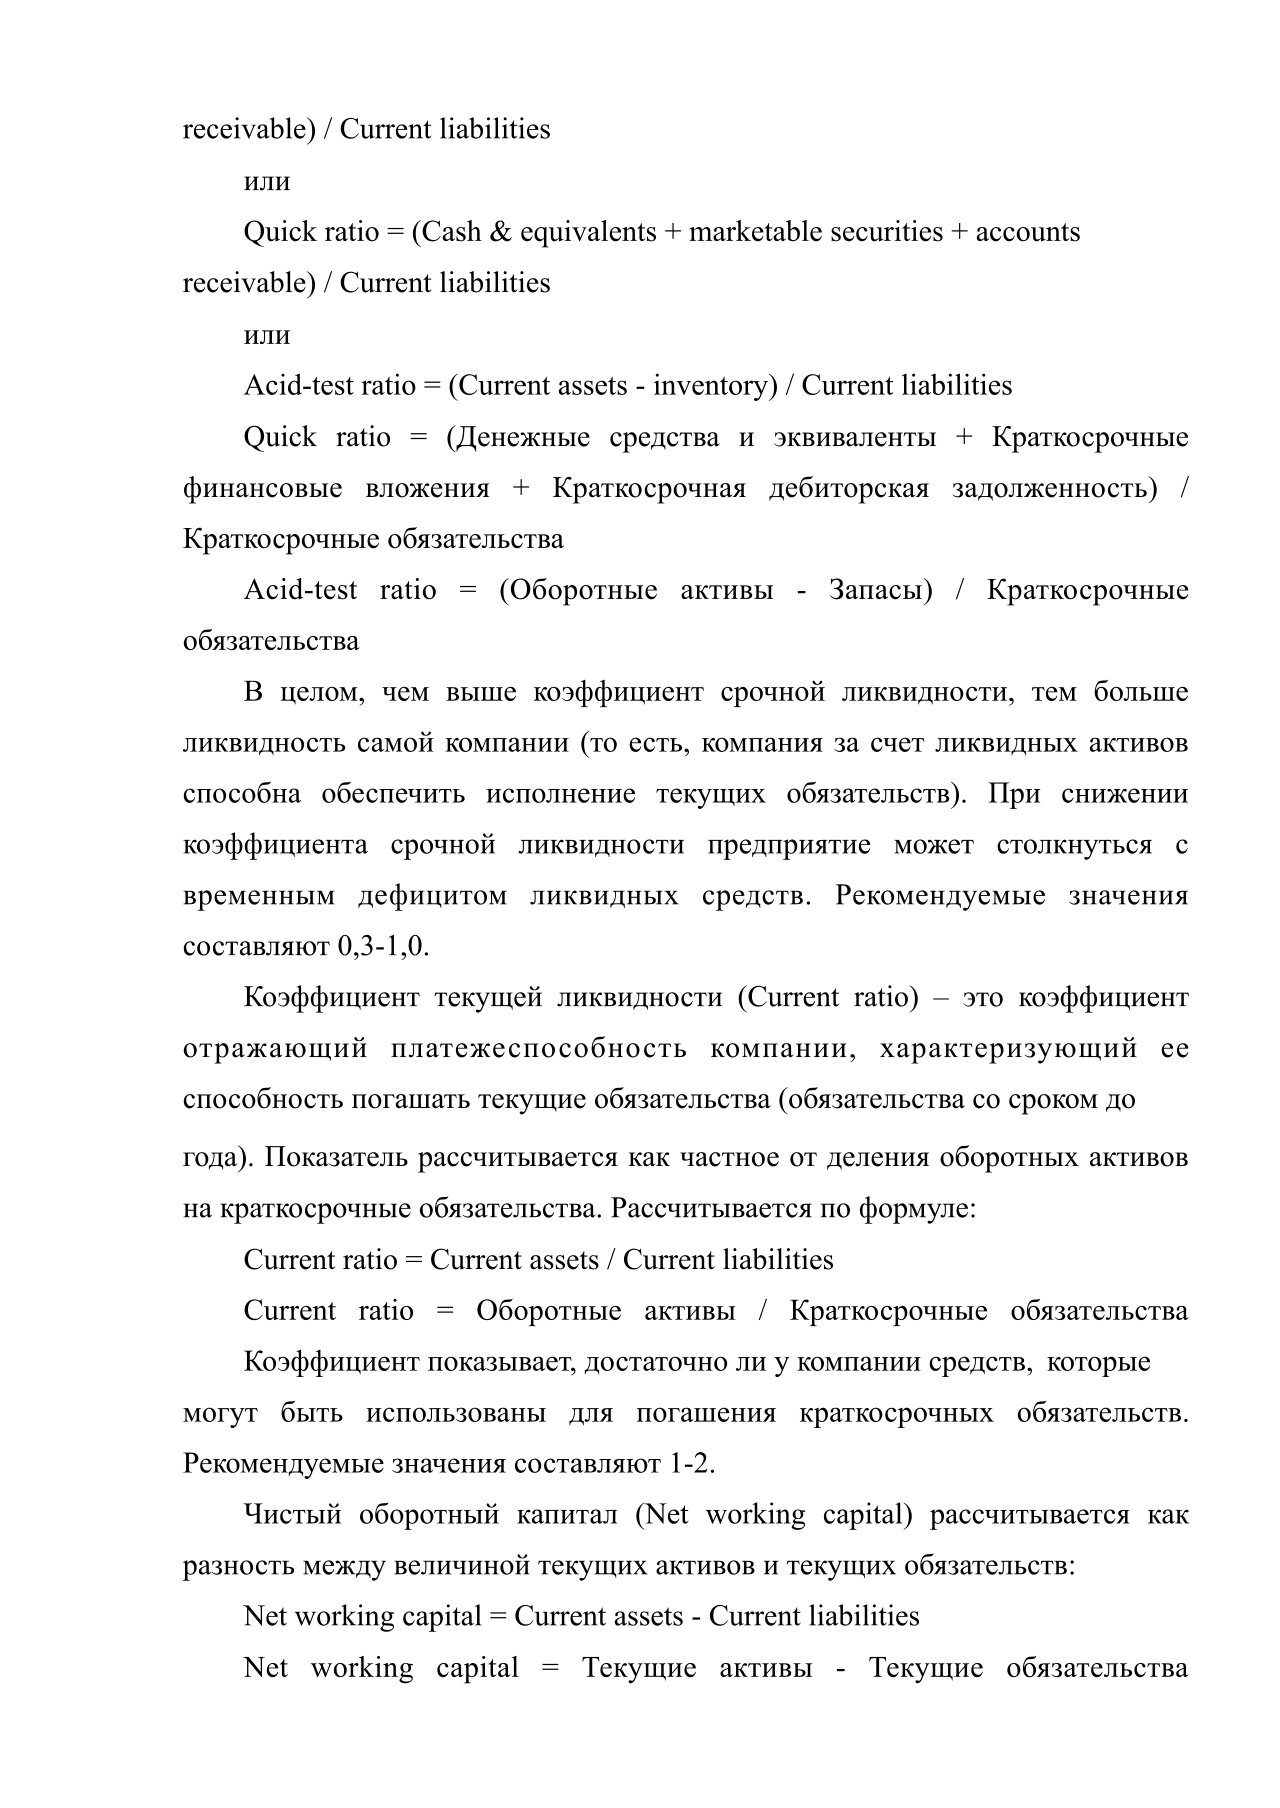 receivable) / Current liabilities
или
Quick ratio = (Cash & equivalents + marketable securities + accounts
receivable) / Current liabilities
или
Acid-test ratio = (Current assets - inventory) / Current liabilities
Quick ratio = (Денежные средства и эквиваленты + Краткосрочные
финансовые вложения + Краткосрочная дебиторская задолженность) /
Краткосрочные обязательства
Acid-test ratio = (Оборотные активы - Запасы) / Краткосрочные
обязательства
В целом, чем выше коэффициент срочной ликвидности, тем больше
ликвидность самой компании (то есть, компания за счет ликвидных активов
способна обеспечить исполнение текущих обязательств). При снижении
коэффициента срочной ликвидности предприятие может столкнуться с
временным дефицитом ликвидных средств. Рекомендуемые значения
составляют 0,3-1,0.
Коэффициент текущей ликвидности (Current ratio) – это коэффициент
отражающий платежеспособность компании, характеризующий ее
способность погашать текущие обязательства (обязательства со сроком до
года). Показатель рассчитывается как частное от деления оборотных активов
на краткосрочные обязательства. Рассчитывается по формуле:
Current ratio = Current assets / Current liabilities
Current ratio = Оборотные активы / Краткосрочные обязательства
Коэффициент показывает, достаточно ли у компании средств, которые
могут быть использованы для погашения краткосрочных обязательств.
Рекомендуемые значения составляют 1-2.
Чистый оборотный капитал (Net working capital) рассчитывается как
разность между величиной текущих активов и текущих обязательств:
Net working capital = Current assets - Current liabilities
Net working capital = Текущие активы - Текущие обязательства